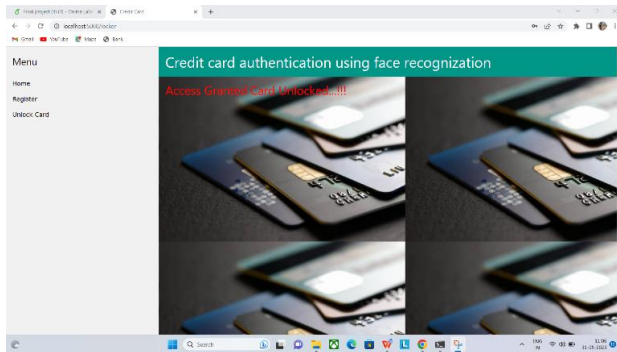 Credit Card
localhost:5000/locker
Gmail YouTube Maps Bank
Menu
Credit card authentication using face recognization
Home
Access Granted Card Unlocked..!!!
Register
Unlock Card
Search